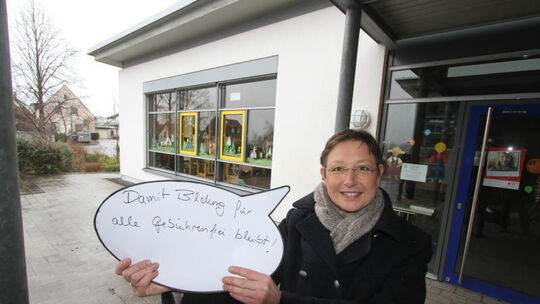 Damit Bildung für
alle gebührenfrei bleibt!